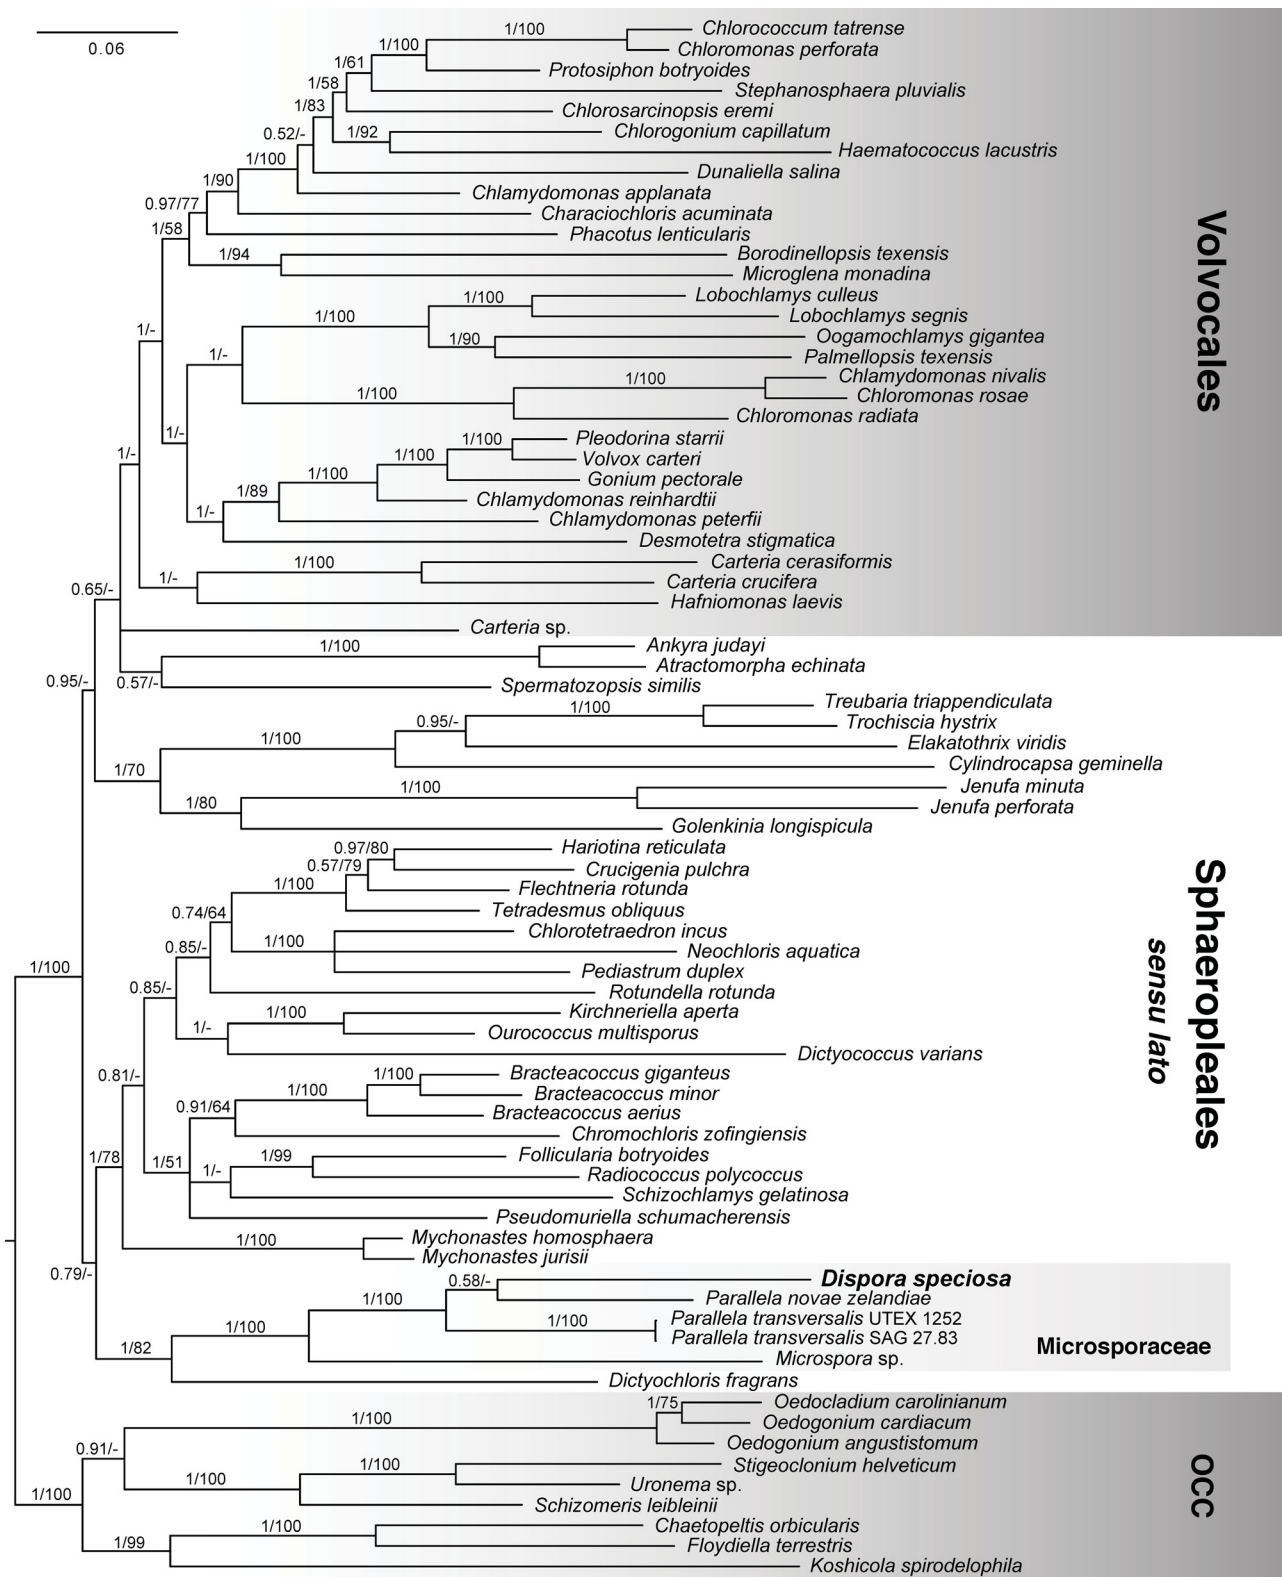 0.06
1/100
Chlorococcum tatrense
1/100
Chloromonas perforata
1/61
Protosiphon botryoides
1/58
Stephanosphaera pluvialis
1/83
Chlorosarcinopsis eremi
0.52/-
1/92
Chlorogonium capillatum
Haematococcus lacustris
1/100
Dunaliella salina
1/90
Chlamydomonas applanata
0.97/77
Characiochloris acuminata
1/58
Phacotus lenticularis
1/94
Borodinellopsis texensis
Microglena monadina
1/100
Lobochlamys culleus
1/100
Lobochlamys segnis
1/-
1/90
Oogamochlamys gigantea
1/-
Palmellopsis texensis
1/100
Chlamydomonas nivalis
1/100
Chloromonas rosae
Chloromonas radiata
1/-
1/100
Pleodorina starrii
1/-
1/100
Volvox carteri
1/100
Gonium pectorale
1/89
Chlamydomonas reinhardtii
1/-
Chlamydomonas peterfii
Desmotetra stigmatica
1/100
Carteria cerasiformis
1/-
Carteria crucifera
0.65/-
Hafniomonas laevis
Carteria sp.
Volvocales
1/100
Ankyra judayi
Atractomorpha echinata
0.95/-
0.57/-
Spermatozopsis similis
1/100
Treubaria triappendiculata
0.95/-
Trochiscia hystrix
1/100
Elakatothrix viridis
1/70
Cylindrocapsa geminella
1/100
Jenufa minuta
1/80
Jenufa perforata
Golenkinia longispicula
0.97/80
Hariotina reticulata
0.57/79
Crucigenia pulchra
1/100
Flechtneria rotunda
0.74/64
Tetradesmus obliquus
Chlorotetraedron incus
0.85/-
1/100
Neochloris aquatica
1/100
Pediastrum duplex
0.85/-
Rotundella rotunda
1/100
Kirchneriella aperta
1/-
Ourococcus multisporus
Dictyococcus varians
0.81/-
1/100
Bracteacoccus giganteus
1/100
Bracteacoccus minor
0.91/64
Bracteacoccus aerius
Chromochloris zofingiensis
1/78
1/51
1/99
Follicularia botryoides
1/-
Radiococcus polycoccus
Schizochlamys gelatinosa
Pseudomuriella schumacherensis
1/100
Mychonastes homosphaera
Mychonastes jurisii
Sphaeropleales
sensu lato
0.79/-
0.58/-
Dispora speciosa
1/100
Parallela novae zelandiae
1/100
1/100
Parallela transversalis UTEX 1252
Parallela transversalis SAG 27.83
1/82
Microspora sp.
Microsporaceae
Dictyochloris fragrans
1/75
Oedocladium carolinianum
1/100
Oedogonium cardiacum
0.91/-
Oedogonium angustistomum
1/100
Stigeoclonium helveticum
1/100
Uronema sp.
1/100
Schizomeris leibleinii
1/100
Chaetopeltis orbicularis
1/99
Floydiella terrestris
Koshicola spirodelophila
OCC